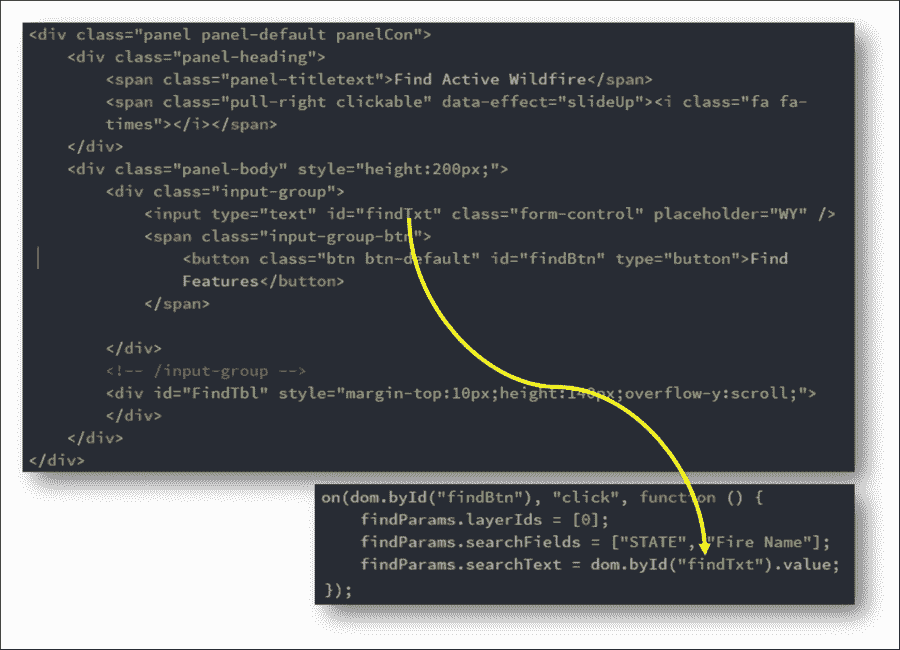 <div class="panel panel-default panelCon">
<div class="panel-heading">
<span class="panel-titletext">Find Active Wildfire</span>
<span class="pull-right clickable" data-effect="slideUp"><i class="fa fa-
times"></i></span>
</div>
<div class="panel-body" style="height:200px;">
<div class="input-group">
<input type="text" id="findTxt" class="form-control" placeholder="WY" />
<span class="input-group-btn">
<button class="btn btn-default" id="findBtn" type="button">Find
Features</button>
</span>
</div>
<!-- /input-group -->
<div id="FindTbl" style="margin-top:10px;height:140px;overflow-y:scroll;">
</div>
</div>
</div>
on(dom.byId("findBtn"), "click", function () {
findParams.layerIds = [0];
findParams.searchFields = ["STATE", "Fire Name"];
findParams.searchText = dom.byId("findTxt").value;
});